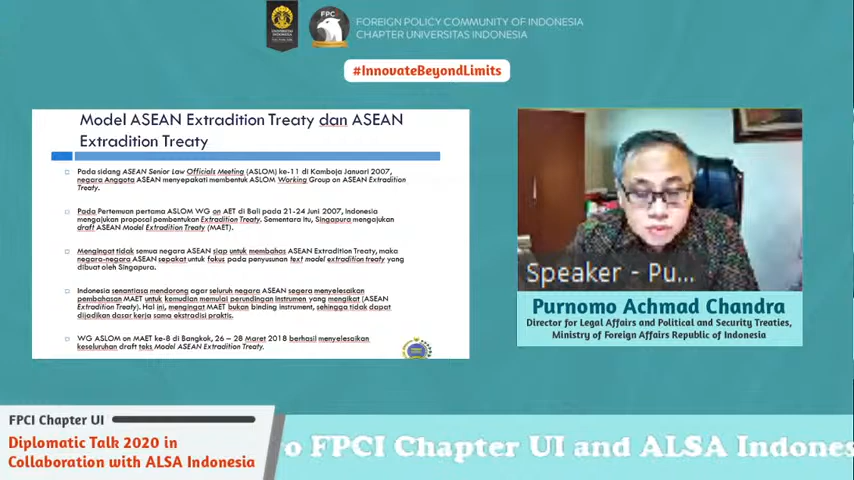 UNIVERSITAS INDONESIA
FPC
FOREIGN POLICY COMMUNITY OF INDONESIA
CHAPTER UNIVERSITAS INDONESIA
#InnovateBeyondLimits
Model ASEAN Extradition Treaty dan ASEAN
Extradition Treaty
Pada sidang ASEAN Senior Law Officials Meeting (ASLOM) ke-11 di Kamboja Januari 2007,
negara Anggota ASEAN menyepakati membentuk ASLOM Working Group on ASEAN Extradition
Treaty.
Pada Pertemuan pertama ASLOM WG on AET di Bali pada 21-24 Juni 2007, Indonesia
mengajukan proposal pembentukan Extradition Treaty. Sementara itu, Singapura mengajukan
draft ASEAN Model Extradition Treaty (MAET).
Mengingat tidak semua negara ASEAN siap untuk membahas ASEAN Extradition Treaty, maka
negara-negara ASEAN sepakat untuk fokus pada penyusunan text model extradition treaty yang
dibuat oleh Singapura.
Indonesia senantiasa mendorong agar seluruh negara ASEAN segera menyelesaikan
pembahasan MAET untuk kemudian memulai perundingan instrumen yang mengikat (ASEAN
Extradition Treaty). Hal ini, mengingat MAET bukan binding instrument, sehingga tidak dapat
dijadikan dasar kerja sama ekstradisi praktis.
WG ASLOM on MAET ke-8 di Bangkok, 26 – 28 Maret 2018 berhasil menyelesaikan
keseluruhan draft teks Model ASEAN Extradition Treaty.
Speaker - Pu...
Purnomo Achmad Chandra
Director for Legal Affairs and Political and Security Treaties,
Ministry of Foreign Affairs Republic of Indonesia
FPCI Chapter UI
Diplomatic Talk 2020 in
Collaboration with ALSA Indonesia
o FPCI Chapter UI and ALSA Indones